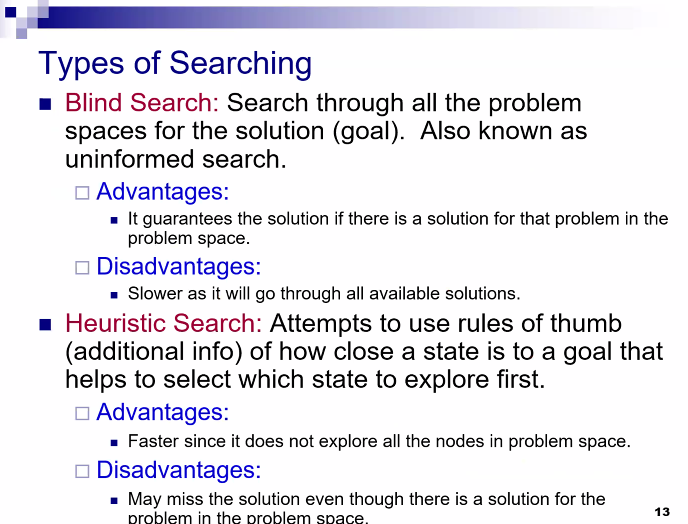 Types of Searching
Blind Search: Search through all the problem
spaces for the solution (goal).  Also known as
uninformed search.
Advantages:
It guarantees the solution if there is a solution for that problem in the
problem space.
Disadvantages:
Slower as it will go through all available solutions.
Heuristic Search: Attempts to use rules of thumb
(additional info) of how close a state is to a goal that
helps to select which state to explore first.
Advantages:
Faster since it does not explore all the nodes in problem space.
Disadvantages:
May miss the solution even though there is a solution for the
problem in the problem space.
13